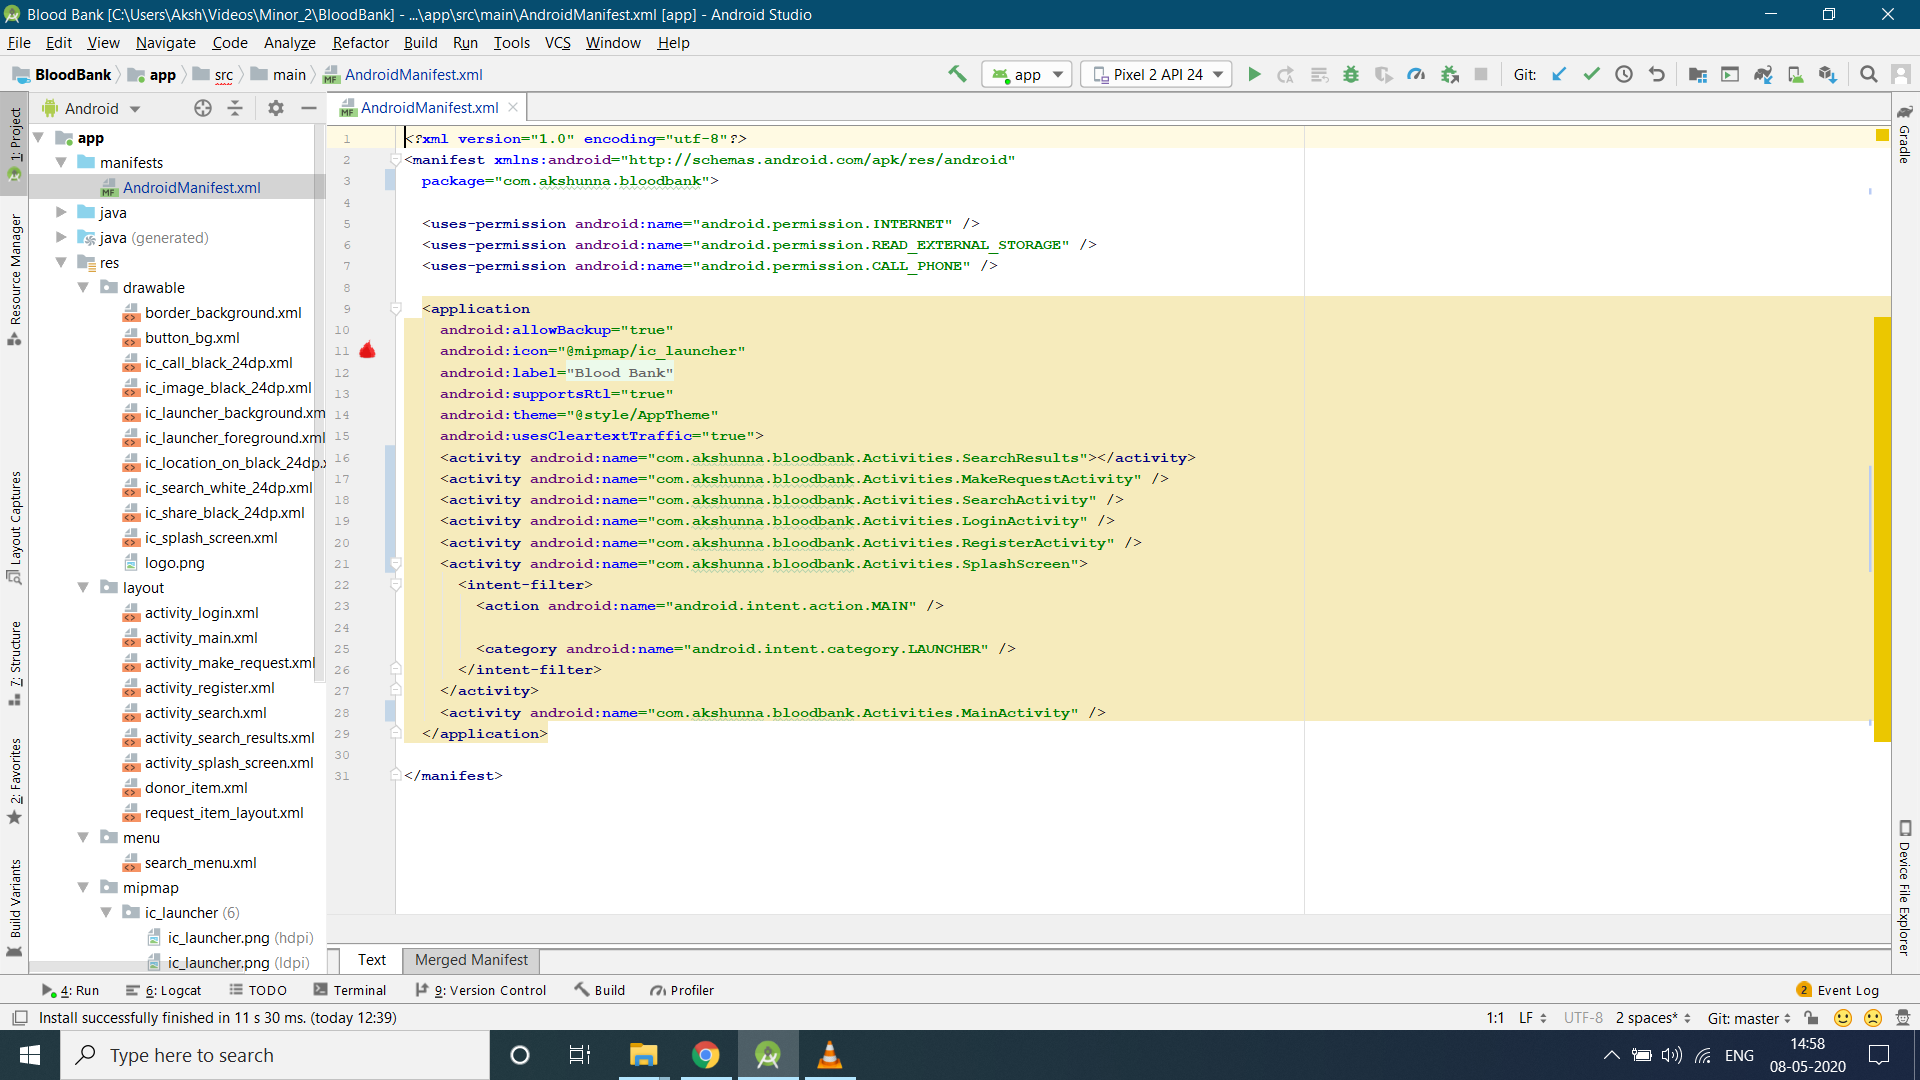 Blood Bank [C:\Users\Aksh\Videos\Minor_2\BloodBank] - ...\app\src\main\AndroidManifest.xml [app] - Android Studio
File Edit View Navigate Code Analyze Refactor Build Run Tools VCS Window Help
BloodBank app src main AndroidManifest.xml app Pixel 2 API 24 Git:
Android
AndroidManifest.xml
1: Project
Resource Manager
Layout Captures
7: Structure
2: Favorites
Build Variants
app
manifests
AndroidManifest.xml
java
java (generated)
res
drawable
border_background.xml
button_bg.xml
ic_call_black_24dp.xml
ic_image_black_24dp.xml
ic_launcher_background.xm
ic_launcher_foreground.xml
ic_location_on_black_24dp.
ic_search_white_24dp.xml
ic_share_black_24dp.xml
ic_splash_screen.xml
logo.png
layout
activity_login.xml
activity_main.xml
activity_make_request.xml
activity_register.xml
activity_search.xml
activity_search_results.xml
activity_splash_screen.xml
donor_item.xml
request_item_layout.xml
menu
search_menu.xml
mipmap
ic_launcher (6)
ic_launcher.png (hdpi)
ic_launcher.png (ldpi)
1 <?xml version="1.0" encoding="utf-8"?>
2 <manifest xmlns:android="http://schemas.android.com/apk/res/android"
3 package="com.akshunna.bloodbank">
4
5 <uses-permission android:name="android.permission.INTERNET" />
6 <uses-permission android:name="android.permission.READ_EXTERNAL_STORAGE" />
7 <uses-permission android:name="android.permission.CALL_PHONE" />
8
9 <application
10 android:allowBackup="true"
11 android:icon="@mipmap/ic_launcher"
12 android:label="Blood Bank"
13 android:supportsRtl="true"
14 android:theme="@style/AppTheme"
15 android:usesCleartextTraffic="true">
16 <activity android:name="com.akshunna.bloodbank.Activities.SearchResults"></activity>
17 <activity android:name="com.akshunna.bloodbank.Activities.MakeRequestActivity" />
18 <activity android:name="com.akshunna.bloodbank.Activities.SearchActivity" />
19 <activity android:name="com.akshunna.bloodbank.Activities.LoginActivity" />
20 <activity android:name="com.akshunna.bloodbank.Activities.RegisterActivity" />
21 <activity android:name="com.akshunna.bloodbank.Activities.SplashScreen">
22 <intent-filter>
23 <action android:name="android.intent.action.MAIN" />
24
25 <category android:name="android.intent.category.LAUNCHER" />
26 </intent-filter>
27 </activity>
28 <activity android:name="com.akshunna.bloodbank.Activities.MainActivity" />
29 </application>
30
31 </manifest>
Gradle
Device File Explorer
Text Merged Manifest
4: Run 6: Logcat TODO Terminal 9: Version Control Build Profiler 2 Event Log
Install successfully finished in 11 s 30 ms. (today 12:39) 1:1 LF UTF-8 2 spaces* Git: master
Type here to search ENG 14:58
08-05-2020